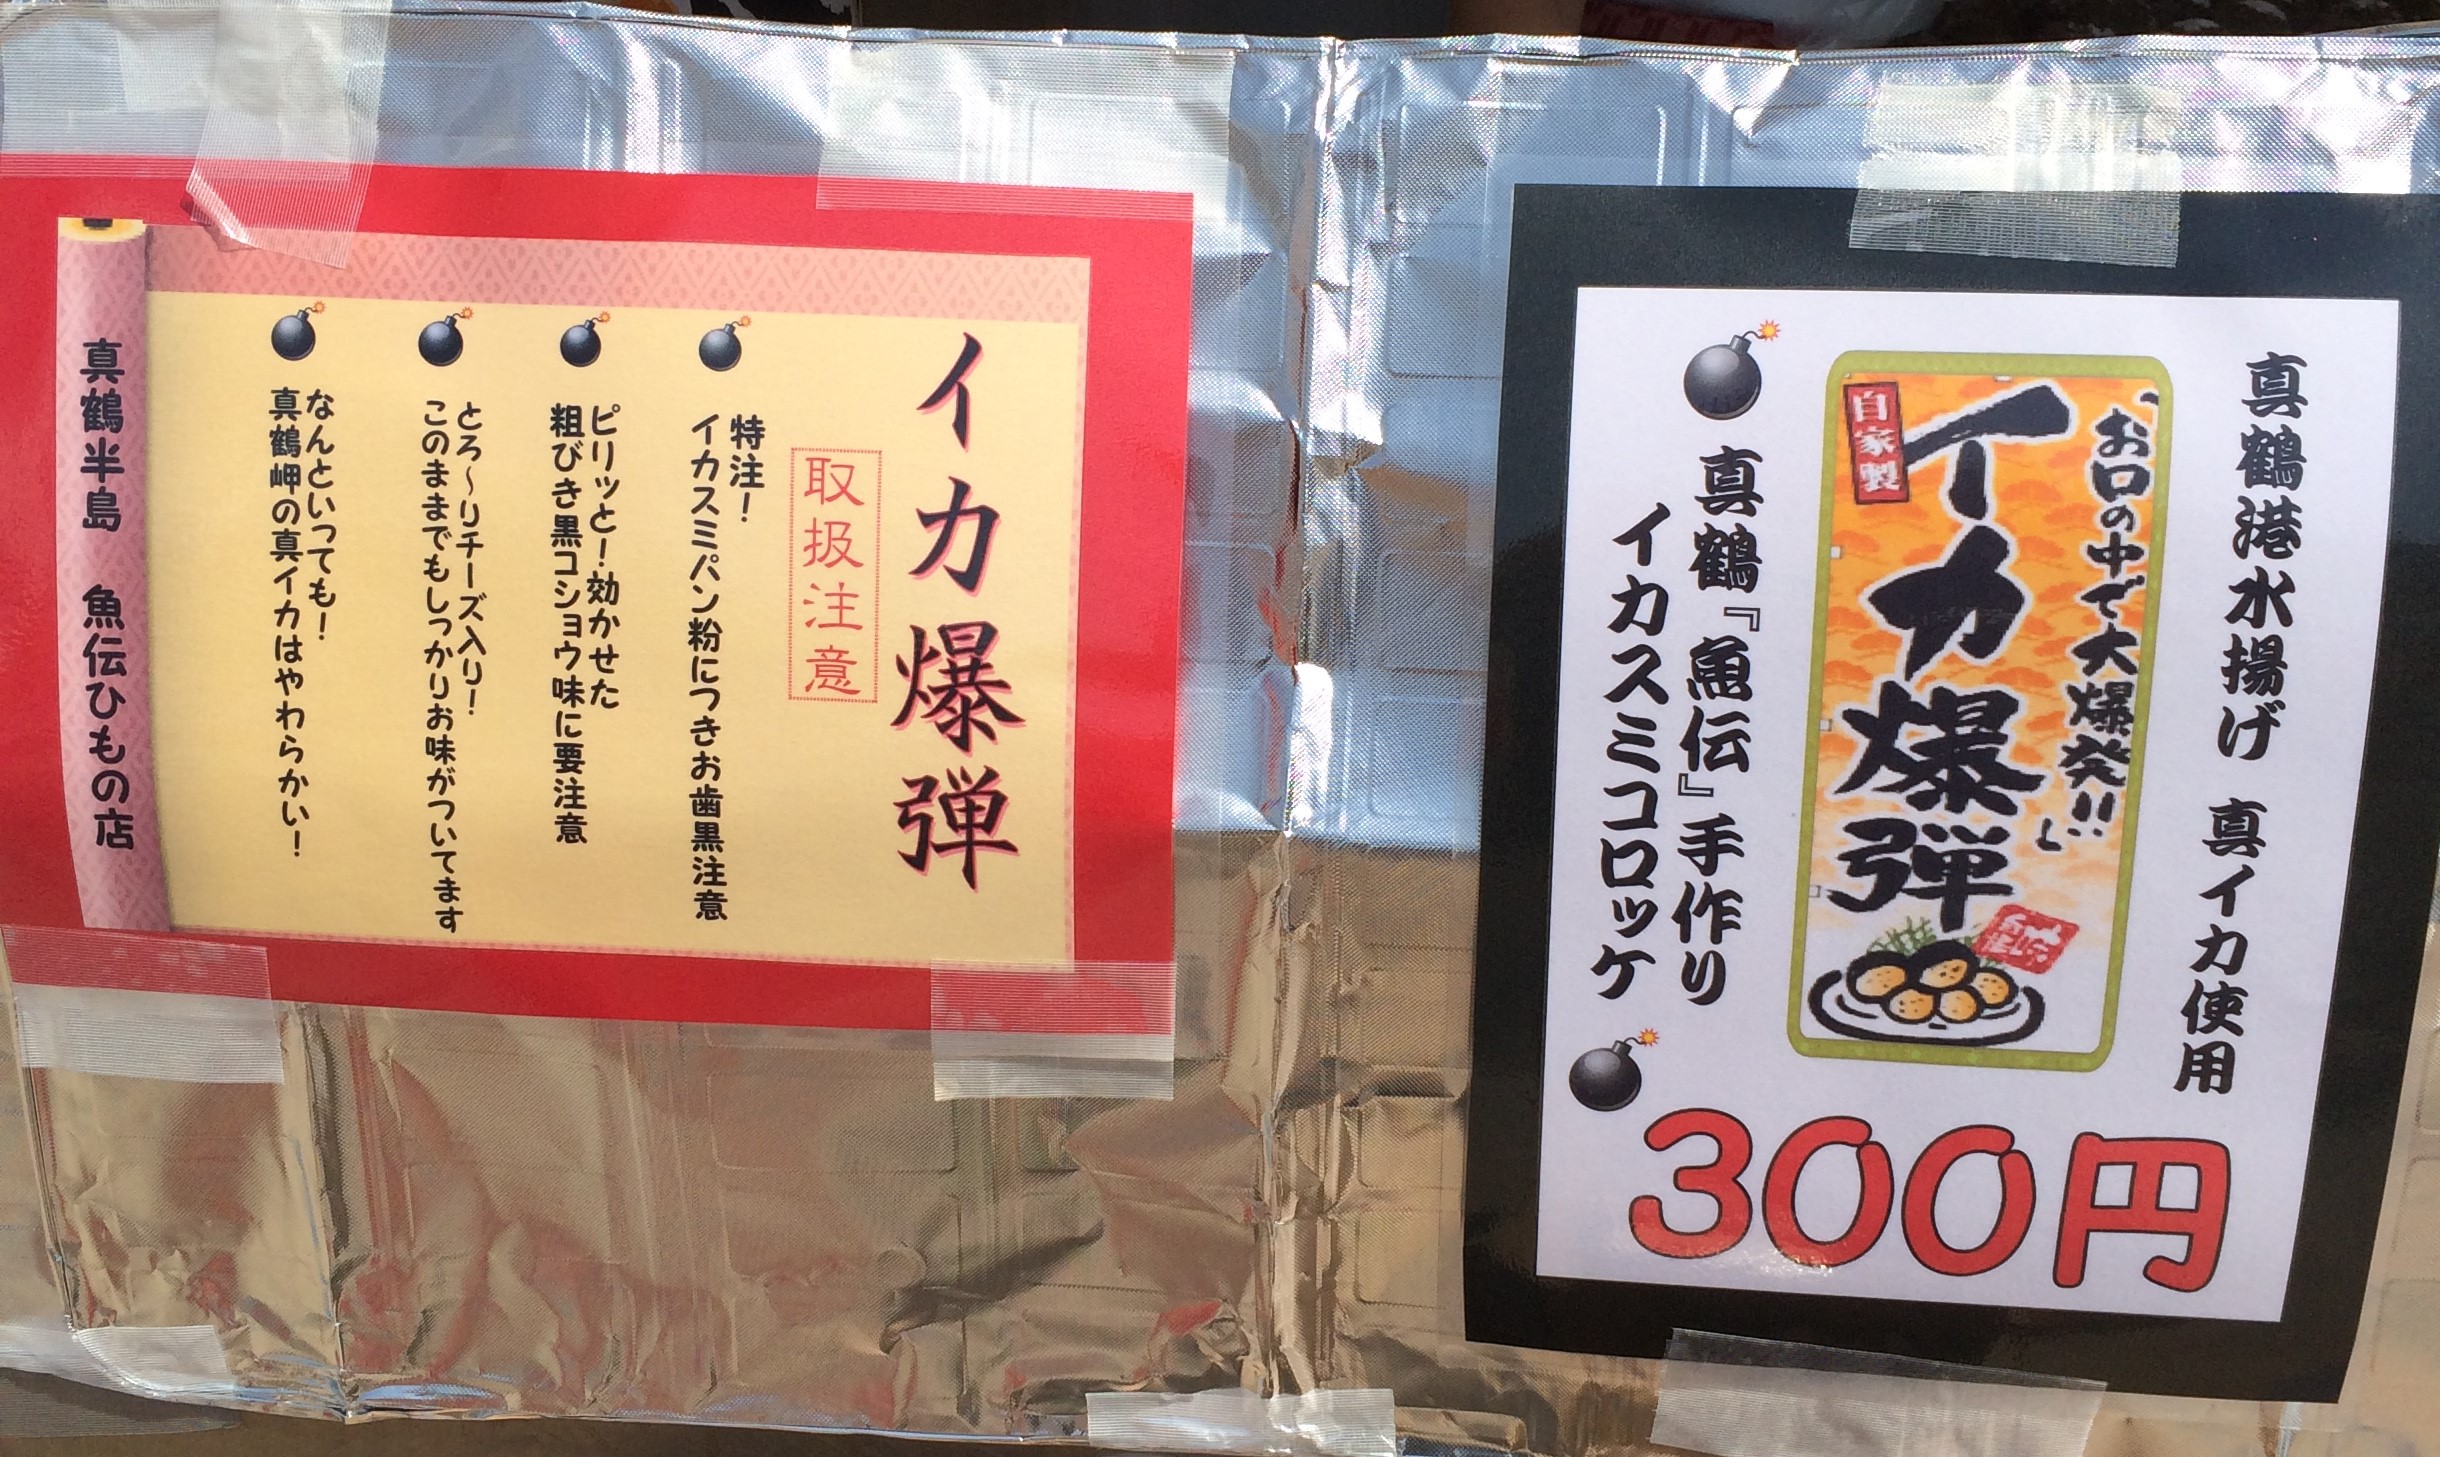 イカ爆弾
取扱注意
特注！
イカスミパン粉につきお歯黒注意
ピリッと！効かせた
粗びき黒コショウ味に要注意
とろ～りチーズ入り！
このままでもしっかりお味がついてます
なんといっても！
真鶴岬の真イカはやわらかい！
真鶴半島 魚伝ひもの店
真鶴港水揚げ 真イカ使用
お口の中で大爆発!!
イカ爆弾
自家製
真鶴『魚伝』手作り
イカスミコロッケ
300円